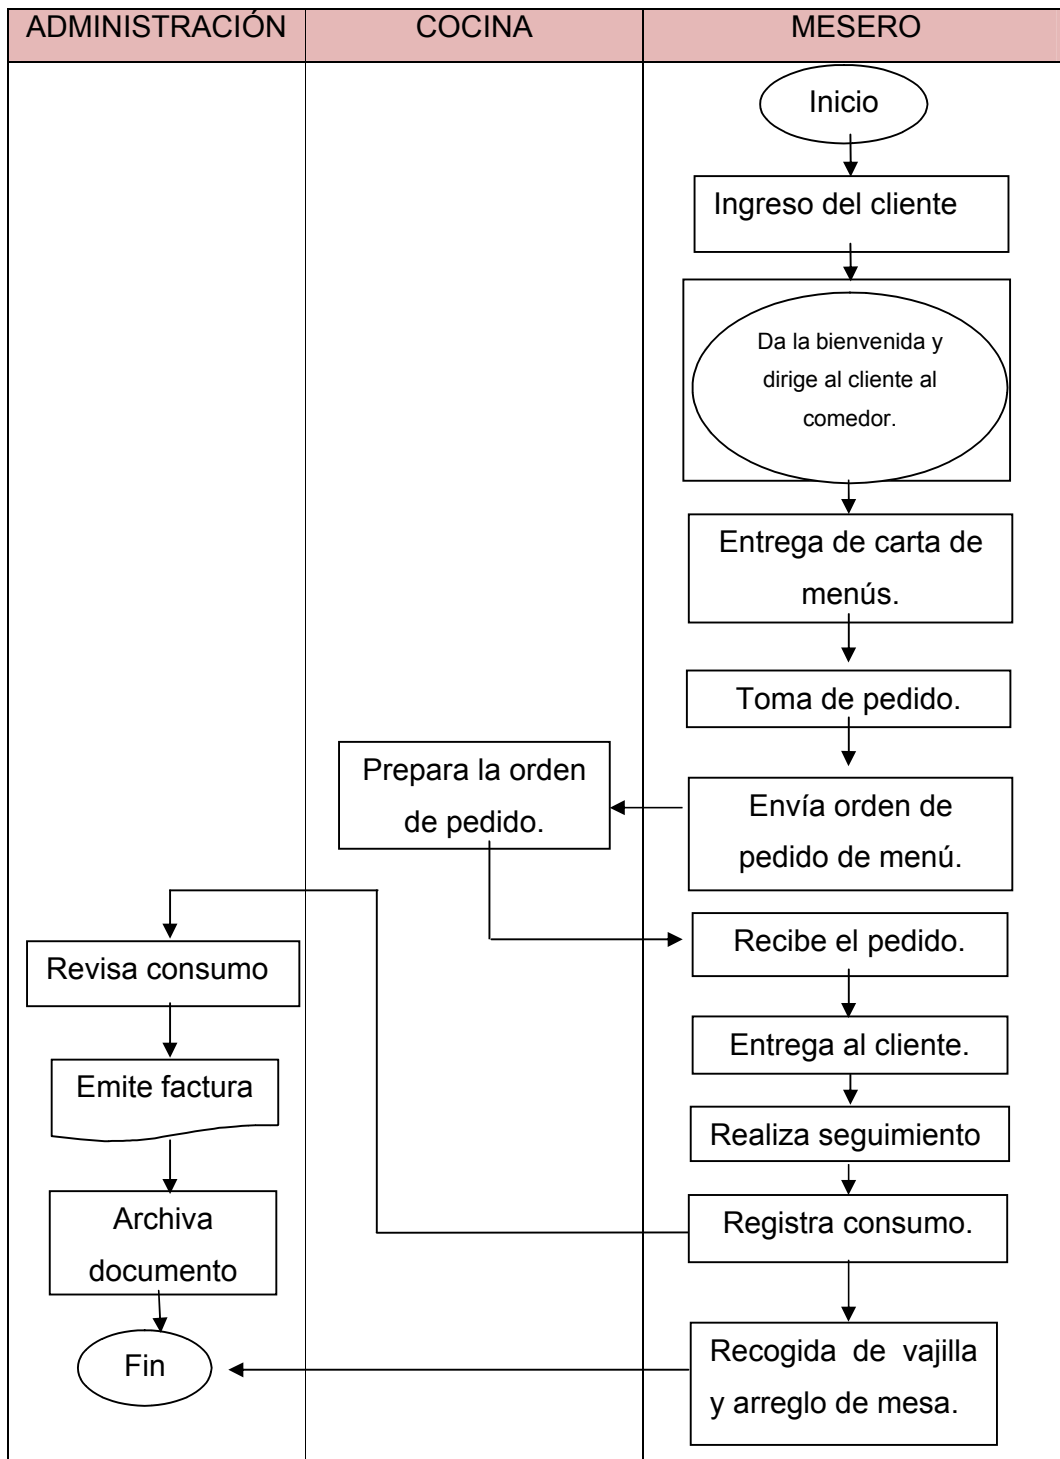 ADMINISTRACIÓN
COCINA
MESERO
Inicio
Ingreso del cliente
Da la bienvenida y
dirige al cliente al
comedor.
Entrega de carta de
menús.
Toma de pedido.
Prepara la orden
de pedido.
Envía orden de
pedido de menú.
Recibe el pedido.
Revisa consumo
Entrega al cliente.
Emite factura
Realiza seguimiento
Archiva
documento
Registra consumo.
Fin
Recogida de vajilla
y arreglo de mesa.